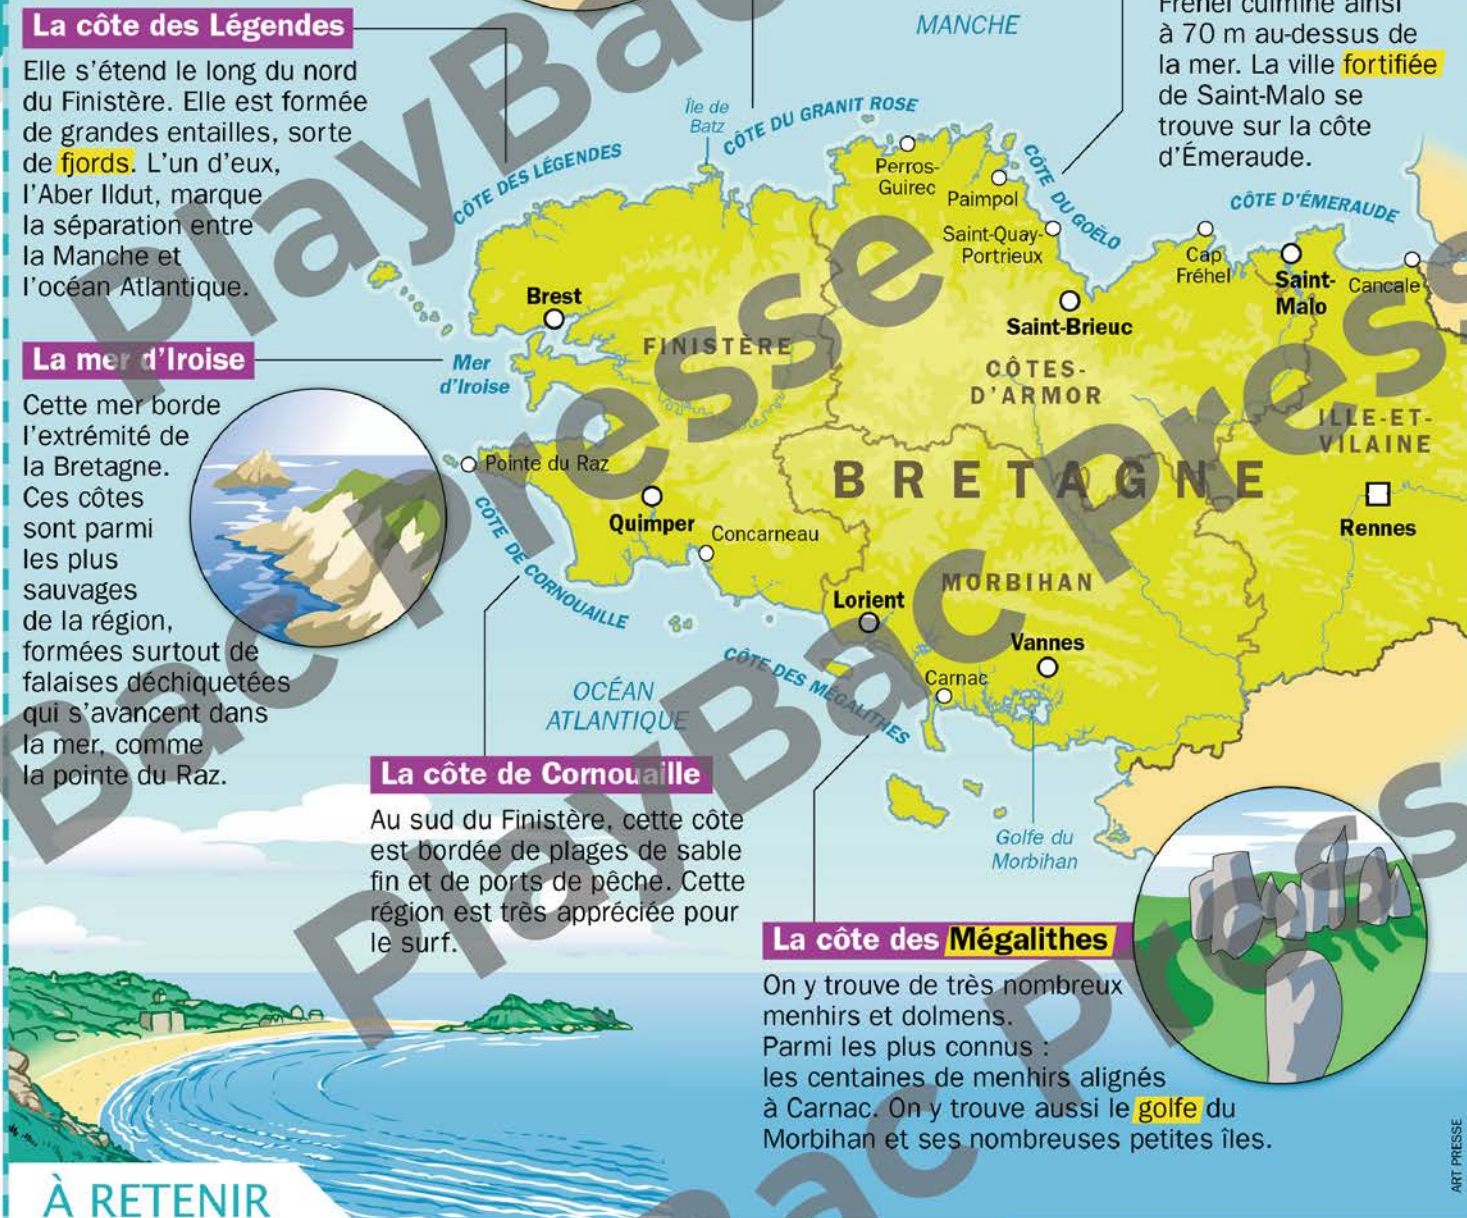 La côte des Légendes
Elle s'étend le long du nord
du Finistère. Elle est formée
de grandes entailles, sorte
de fjords. L'un d'eux,
l'Aber Ildut, marque
la séparation entre
la Manche et
l'océan Atlantique.
La mer d'Iroise
Cette mer borde
l'extrémité de
la Bretagne.
Ces côtes
sont parmi
les plus
sauvages
de la région,
formées surtout de
falaises déchiquetées
qui s'avancent dans
la mer, comme
la pointe du Raz.
Fréhel culmine ainsi
à 70 m au-dessus de
la mer. La ville fortifiée
de Saint-Malo se
trouve sur la côte
d'Émeraude.
MANCHE
Île de
Batz
CÔTE DU GRANIT ROSE
CÔTE DES LÉGENDES
CÔTE DU GOËLO
CÔTE D'ÉMERAUDE
Perros-
Guirec
Paimpol
Saint-Quay-
Portrieux
Cap
Fréhel
Saint-
Malo
Cancale
Brest
Saint-Brieuc
FINISTÈRE
CÔTES-
D'ARMOR
Mer
d'Iroise
ILLE-ET-
VILAINE
Pointe du Raz
BRETAGNE
Quimper
Concarneau
Rennes
CÔTE DE CORNOUAILLE
MORBIHAN
Lorient
Vannes
Carnac
CÔTE DES MÉGALITHES
OCÉAN
ATLANTIQUE
Golfe du
Morbihan
La côte de Cornouaille
Au sud du Finistère, cette côte
est bordée de plages de sable
fin et de ports de pêche. Cette
région est très appréciée pour
le surf.
La côte des Mégalithes
On y trouve de très nombreux
menhirs et dolmens.
Parmi les plus connus :
les centaines de menhirs alignés
à Carnac. On y trouve aussi le golfe du
Morbihan et ses nombreuses petites îles.
À RETENIR
ART PRESSE
PlayBac Presse
PlayBac Presse
Bac Presse
Bac Presse